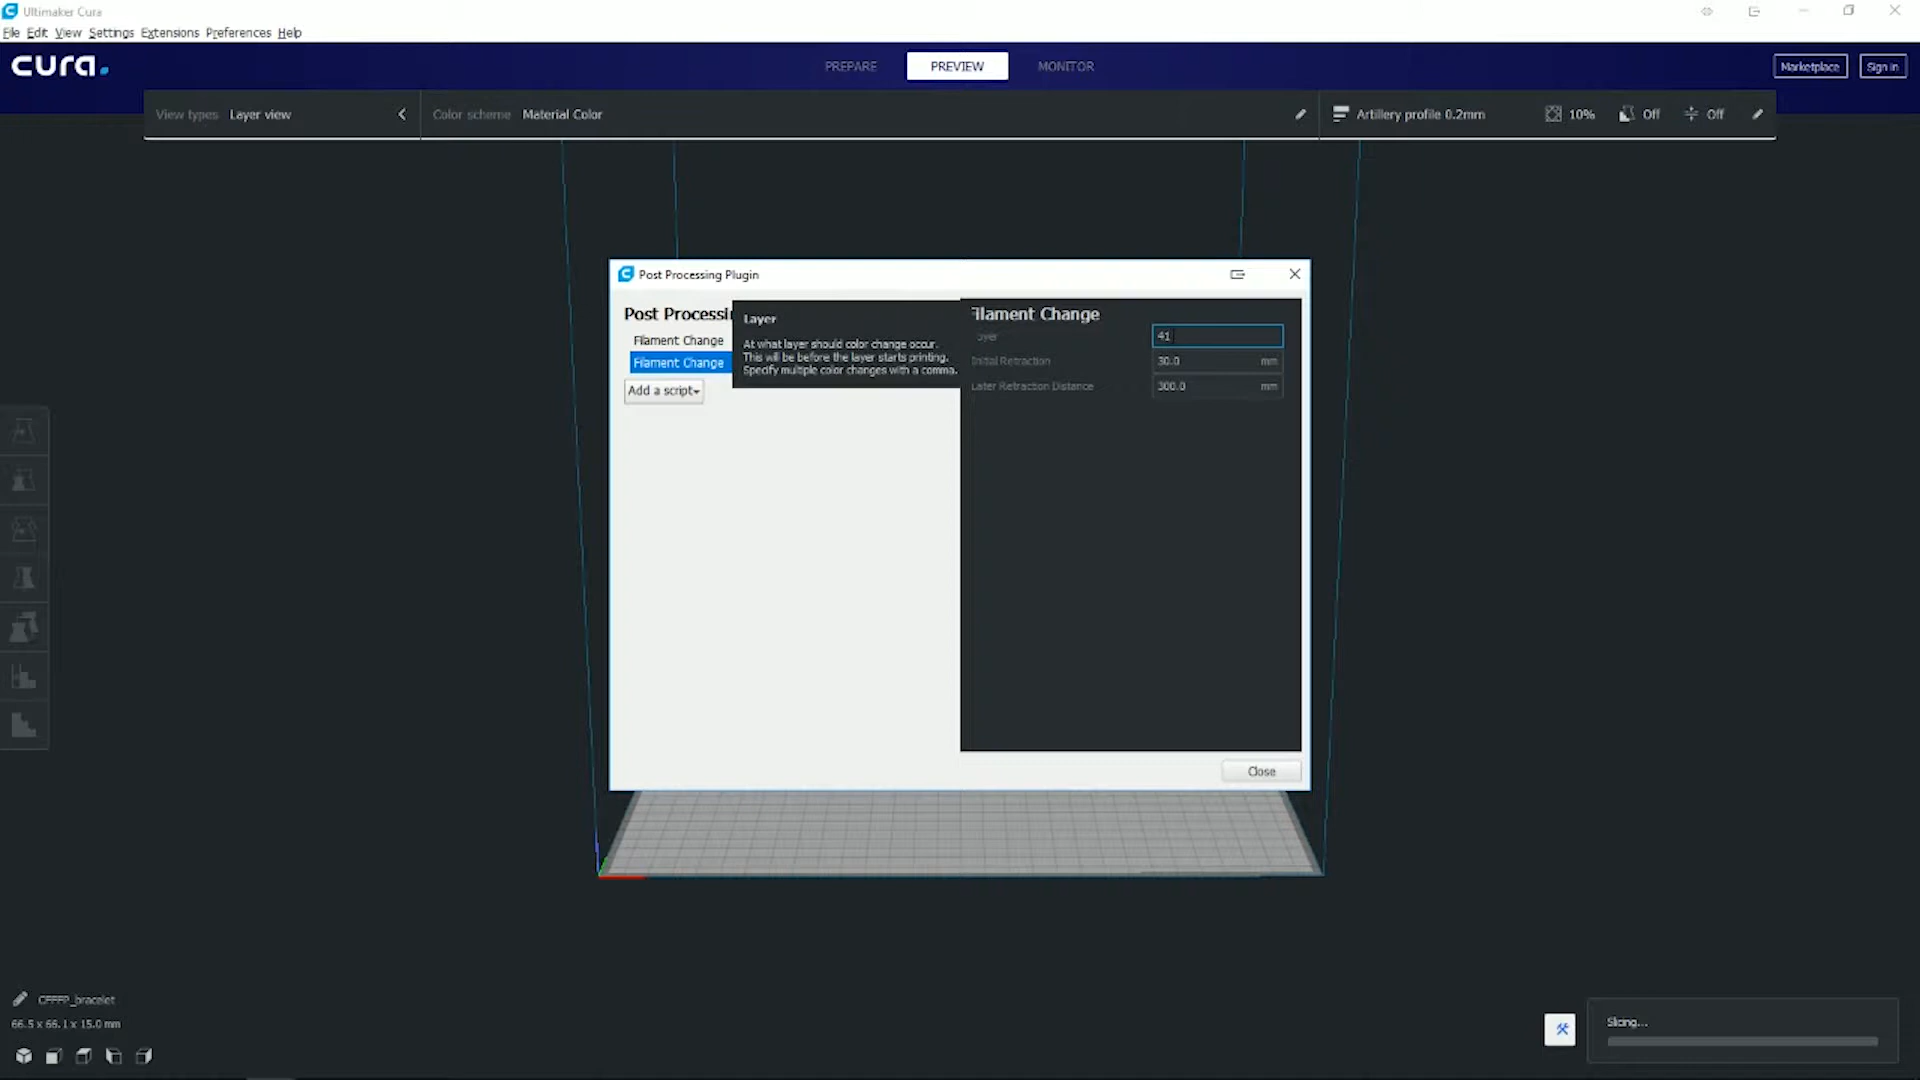 Ultimaker Cura
File Edit View Settings Extensions Preferences Help
cura.
PREPARE PREVIEW MONITOR
Marketplace Sign in
View types Layer view Color scheme Material Color Artillery profile 0.2mm 10% Off Off
Post Processing Plugin
Post Processi
Filament Change
Filament Change
Add a script
Layer
At what layer should color change occur.
This will be before the layer starts printing.
Specify multiple color changes with a comma.
ilament Change
ayer 41
Initial Retraction 30.0 mm
Later Retraction Distance 300.0 mm
Close
CFFFP_bracelet
66.5 x 66.1 x 15.0 mm
Slicing...